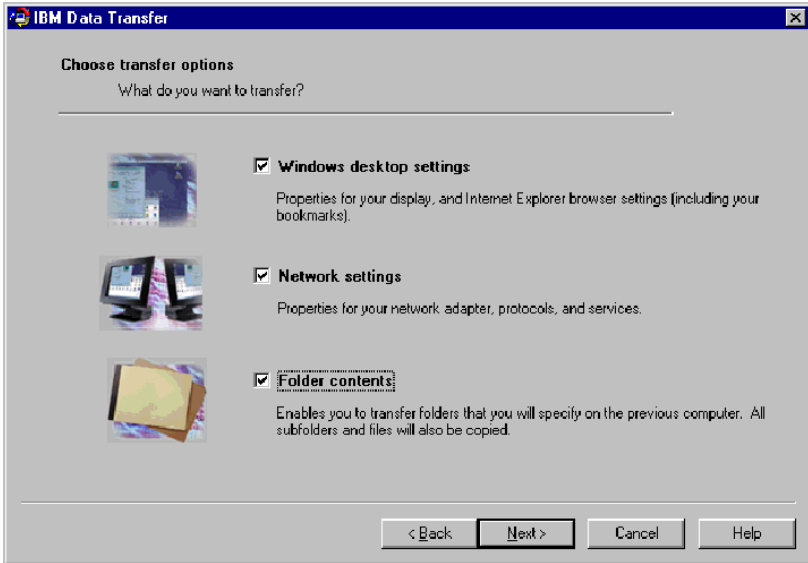 IBM Data Transfer
Choose transfer options
What do you want to transfer?
Windows desktop settings
Properties for your display, and Internet Explorer browser settings (including your
bookmarks).
Network settings
Properties for your network adapter, protocols, and services.
Folder contents
Enables you to transfer folders that you will specify on the previous computer. All
subfolders and files will also be copied.
< Back Next > Cancel Help